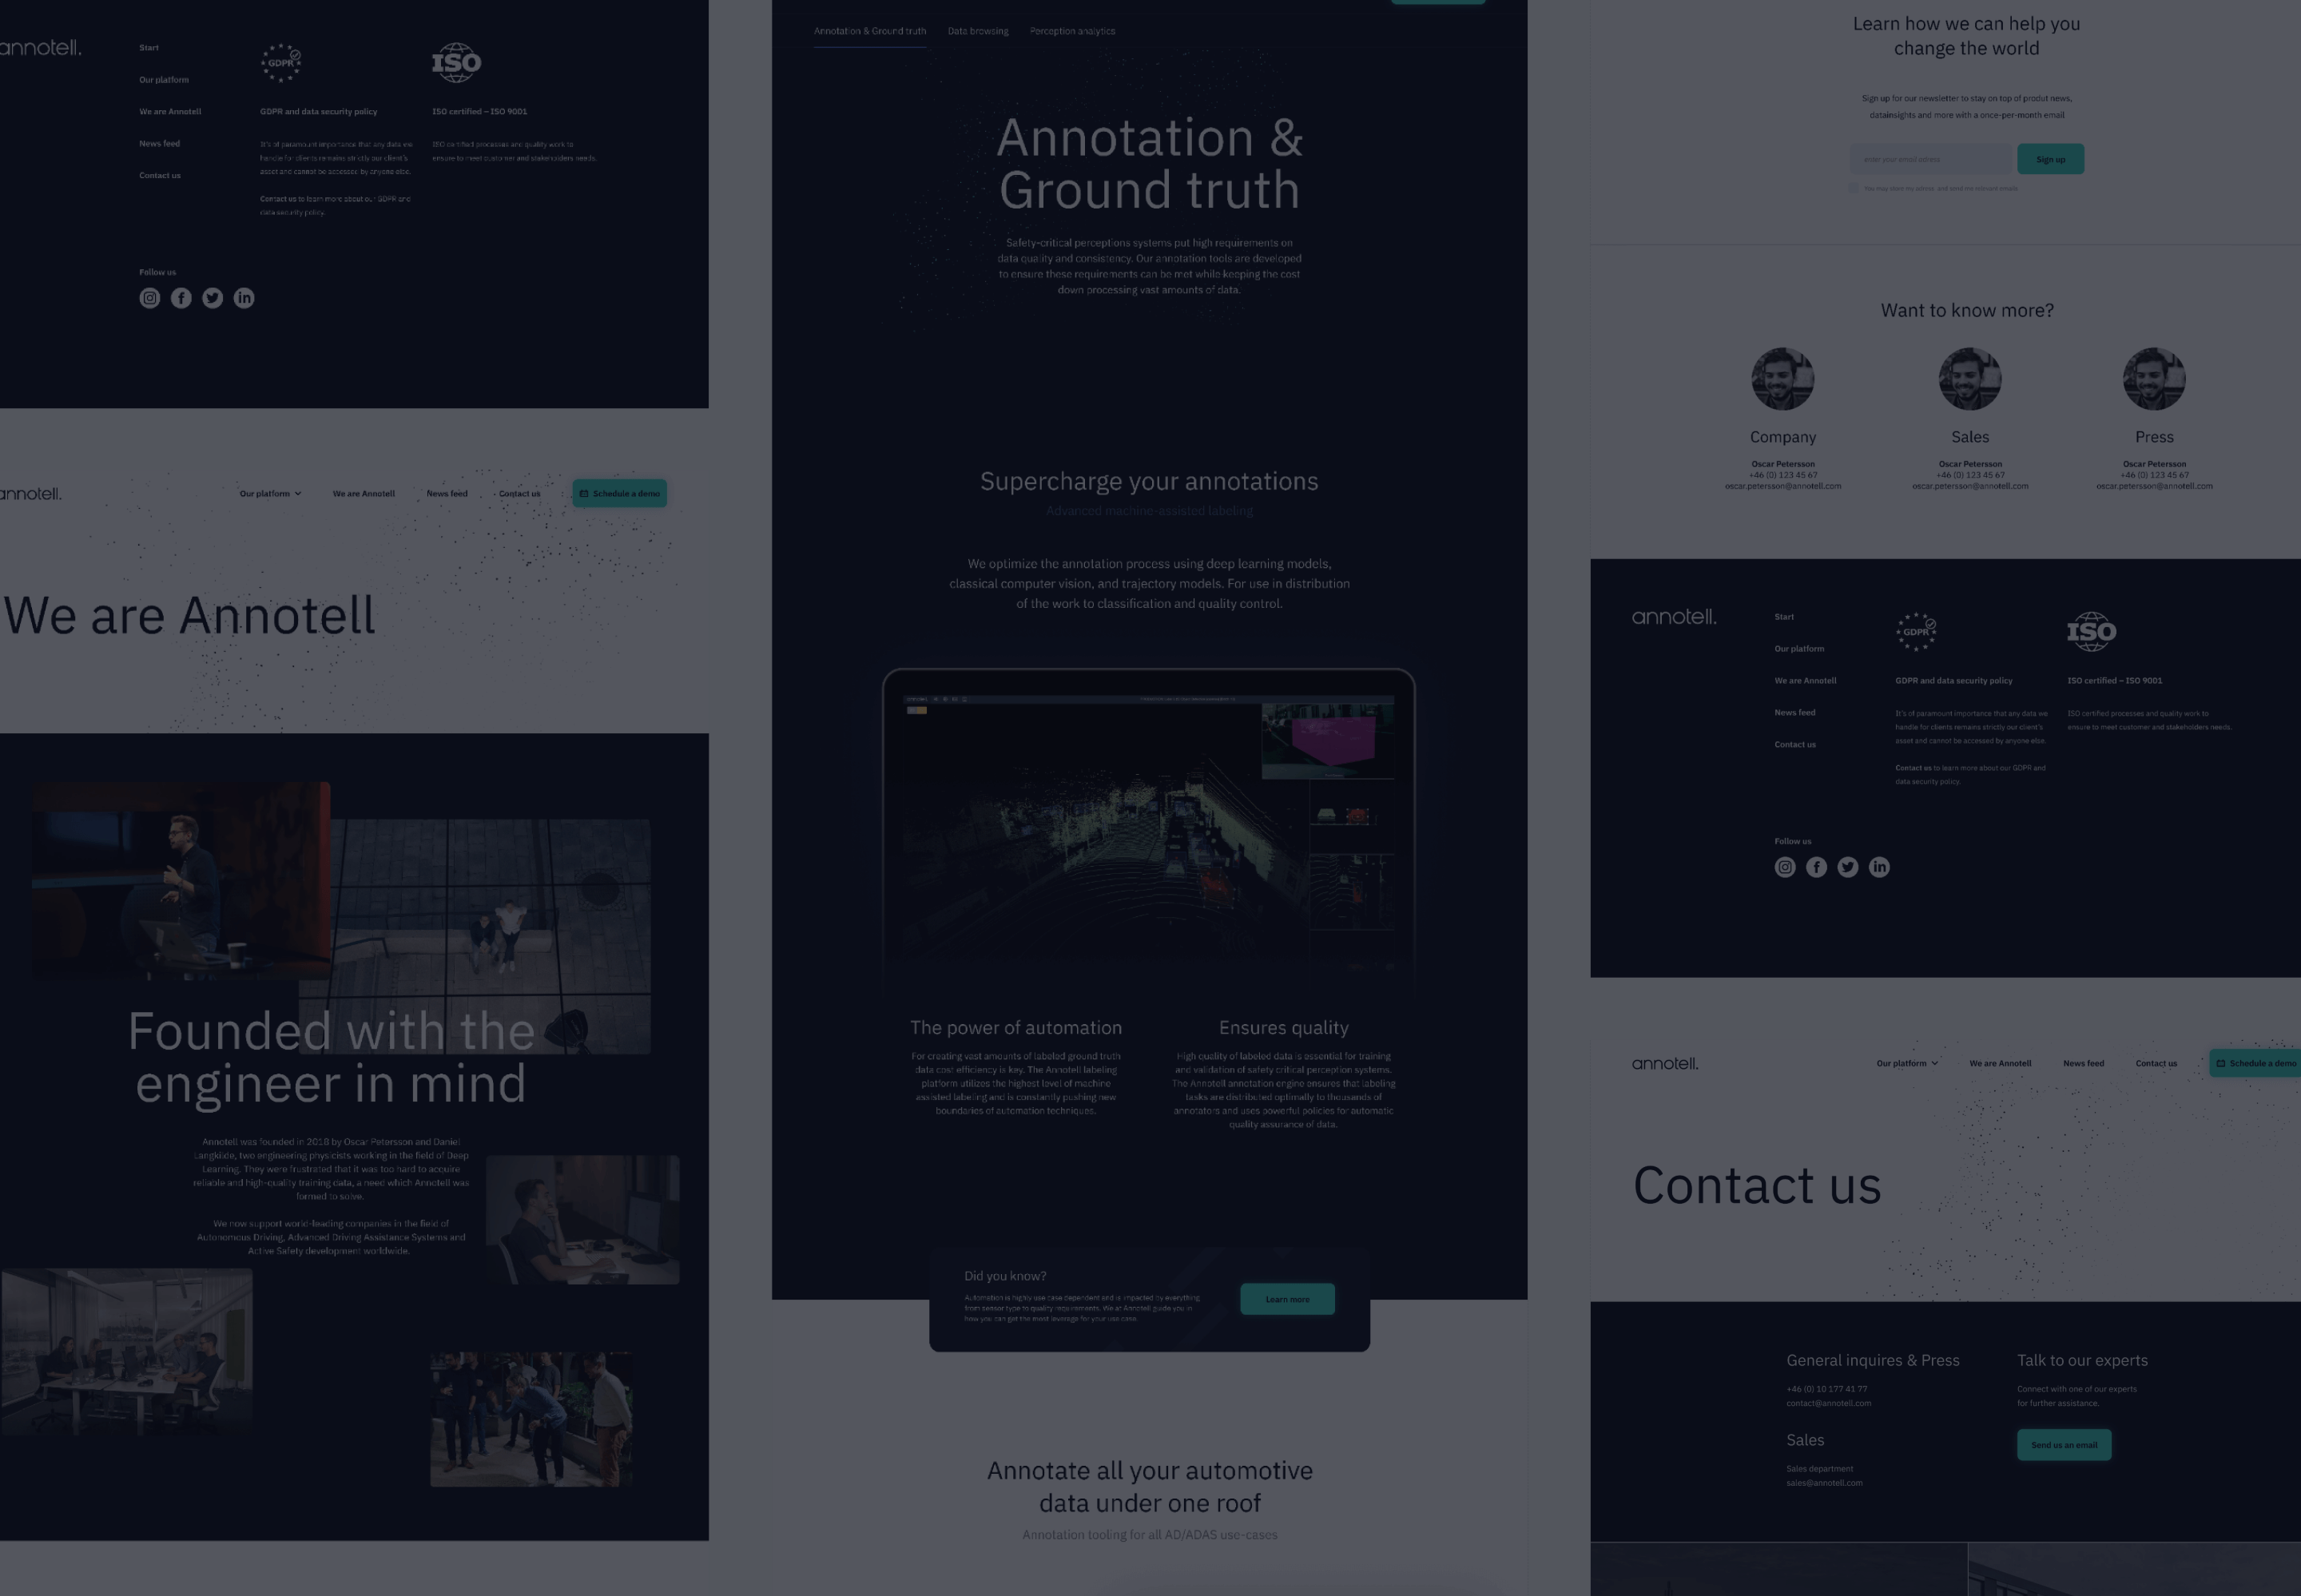 annotell.
Start
Our platform
We are Annotell
News feed
Contact us
GDPR
GDPR and data security policy
It's of paramount importance that any data we
handle for clients remains strictly our client's
asset and cannot be accessed by anyone else.
Contact us to learn more about our GDPR and
data security policy.
ISO
ISO certified – ISO 9001
ISO certified processes and quality work to
ensure to meet customer and stakeholders needs.
Follow us
annotell.
Our platform
We are Annotell
News feed
Contact us
Schedule a demo
We are Annotell
Founded with the
engineer in mind
Annotell was founded in 2018 by Oscar Petersson and Daniel
Langkilde, two engineering physicists working in the field of Deep
Learning. They were frustrated that it was too hard to acquire
reliable and high-quality training data, a need which Annotell was
formed to solve.
We now support world-leading companies in the field of
Autonomous Driving, Advanced Driving Assistance Systems and
Active Safety development worldwide.
Annotation & Ground truth
Data browsing
Perception analytics
Annotation &
Ground truth
Safety-critical perceptions systems put high requirements on
data quality and consistency. Our annotation tools are developed
to ensure these requirements can be met while keeping the cost
down processing vast amounts of data.
Supercharge your annotations
Advanced machine-assisted labeling
We optimize the annotation process using deep learning models,
classical computer vision, and trajectory models. For use in distribution
of the work to classification and quality control.
The power of automation
For creating vast amounts of labeled ground truth
data cost efficiency is key. The Annotell labeling
platform utilizes the highest level of machine
assisted labeling and is constantly pushing new
boundaries of automation techniques.
Ensures quality
High quality of labeled data is essential for training
and validation of safety critical perception systems.
The Annotell annotation engine ensures that labeling
tasks are distributed optimally to thousands of
annotators and uses powerful policies for automatic
quality assurance of data.
Did you know?
Automation is highly use case dependent and is impacted by everything
from sensor type to quality requirements. We at Annotell guide you in
how you can get the most leverage for your use case.
Learn more
Annotate all your automotive
data under one roof
Annotation tooling for all AD/ADAS use-cases
Learn how we can help you
change the world
Sign up for our newsletter to stay on top of produt news,
datainsights and more with a once-per-month email
enter your email adress
Sign up
You may store my adress and send me relevant emails
Want to know more?
Company
Oscar Petersson
+46 (0) 123 45 67
oscar.petersson@annotell.com
Sales
Oscar Petersson
+46 (0) 123 45 67
oscar.petersson@annotell.com
Press
Oscar Petersson
+46 (0) 123 45 67
oscar.petersson@annotell.com
annotell.
Start
Our platform
We are Annotell
News feed
Contact us
GDPR
GDPR and data security policy
It's of paramount importance that any data we
handle for clients remains strictly our client's
asset and cannot be accessed by anyone else.
Contact us to learn more about our GDPR and
data security policy.
ISO
ISO certified – ISO 9001
ISO certified processes and quality work to
ensure to meet customer and stakeholders needs.
Follow us
annotell.
Our platform
We are Annotell
News feed
Contact us
Schedule a demo
Contact us
General inquires & Press
+46 (0) 10 177 41 77
contact@annotell.com
Sales
Sales department
sales@annotell.com
Talk to our experts
Connect with one of our experts
for further assistance.
Send us an email